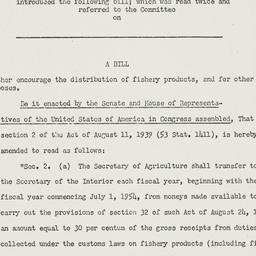 introduced the following bill; which was read twice and
referred to the Committee
on
A BILL
her encourage the distribution of fishery products, and for other
oses.
Be it enacted by the Senate and House of Representa-
tives of the United States of America in Congress assembled, That
section 2 of the Act of August 11, 1939 (53 Stat. 1411), is hereby
amended to read as follows:
"Sec. 2. (a) The Secretary of Agriculture shall transfer to
the Secretary of the Interior each fiscal year, beginning with the
fiscal year commencing July 1, 1954, from moneys made available to
carry out the provisions of section 32 of such Act of August 24, 1
an amount equal to 30 per centum of the gross receipts from duties
collected under the customs laws on fishery products (including fi